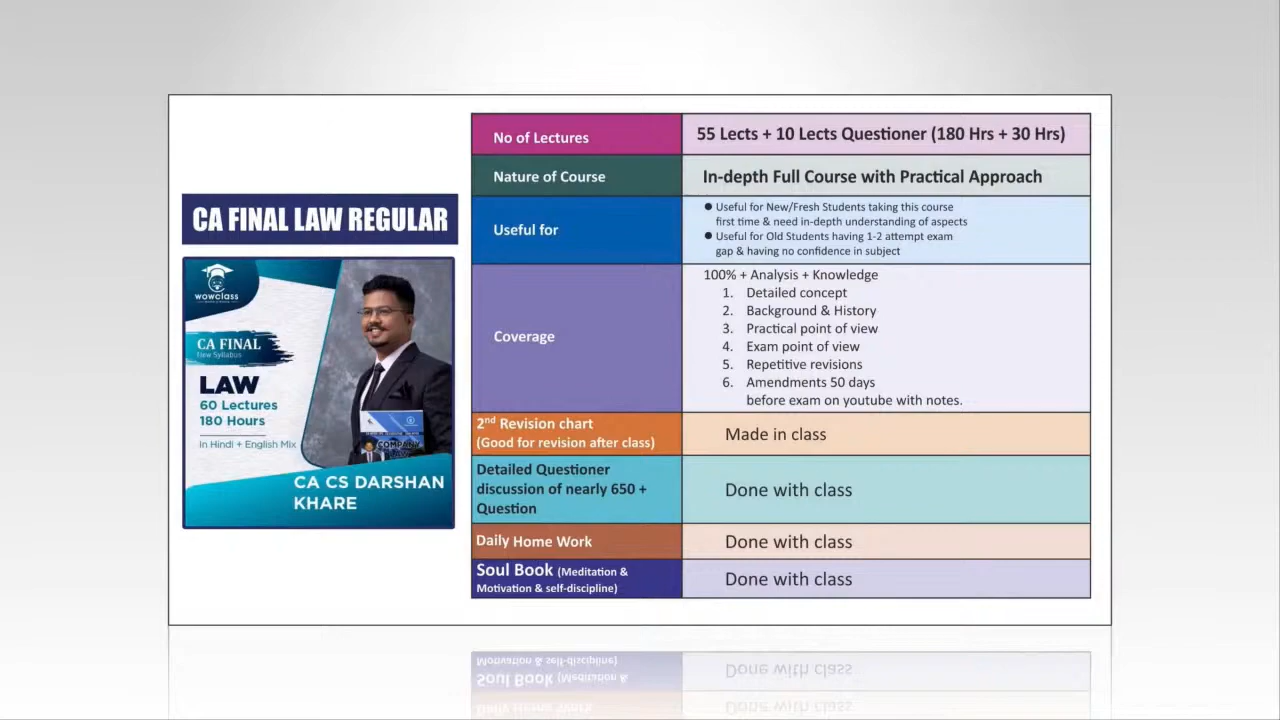 CA FINAL LAW REGULAR
wowclass
CA FINAL
New Syllabus
LAW
60 Lectures
180 Hours
in Hindi + English Mix
COMPANY
CA CS DARSHAN
KHARE
No of Lectures
55 Lects + 10 Lects Questioner (180 Hrs + 30 Hrs)
Nature of Course
In-depth Full Course with Practical Approach
Useful for
● Useful for New/Fresh Students taking this course
first time & need in-depth understanding of aspects
● Useful for Old Students having 1-2 attempt exam
gap & having no confidence in subject
Coverage
100% + Analysis + Knowledge
1. Detailed concept
2. Background & History
3. Practical point of view
4. Exam point of view
5. Repetitive revisions
6. Amendments 50 days
before exam on youtube with notes.
2nd Revision chart
(Good for revision after class)
Made in class
Detailed Questioner
discussion of nearly 650 +
Question
Done with class
Daily Home Work
Done with class
Soul Book (Meditation &
Motivation & self-discipline)
Done with class